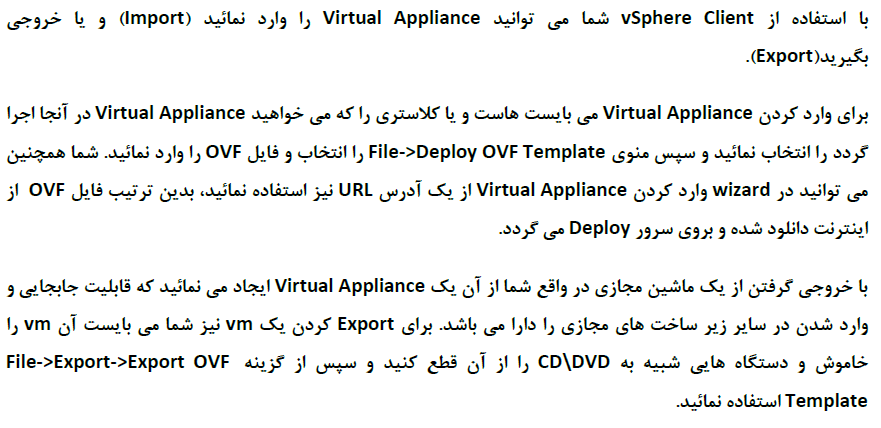 با استفاده از vSphere Client شما می توانید Virtual Appliance را وارد نمائید (Import) و یا خروجی
بگیرید(Export).
برای وارد کردن Virtual Appliance می بایست هاست و یا کلاستری را که می خواهید Virtual Appliance در آنجا اجرا
گردد را انتخاب نمائید و سپس منوی File->Deploy OVF Template را انتخاب و فایل OVF را وارد نمائید. شما همچنین
می توانید در wizard وارد کردن Virtual Appliance از یک آدرس URL نیز استفاده نمائید، بدین ترتیب فایل OVF از
اینترنت دانلود شده و بروی سرور Deploy می گردد.
با خروجی گرفتن از یک ماشین مجازی در واقع شما از آن یک Virtual Appliance ایجاد می نمائید که قابلیت جابجایی و
وارد شدن در سایر زیر ساخت های مجازی را دارا می باشد. برای Export کردن یک vm نیز شما می بایست آن vm را
خاموش و دستگاه هایی شبیه به CD\DVD را از آن قطع کنید و سپس از گزینه File->Export->Export OVF
Template استفاده نمائید.